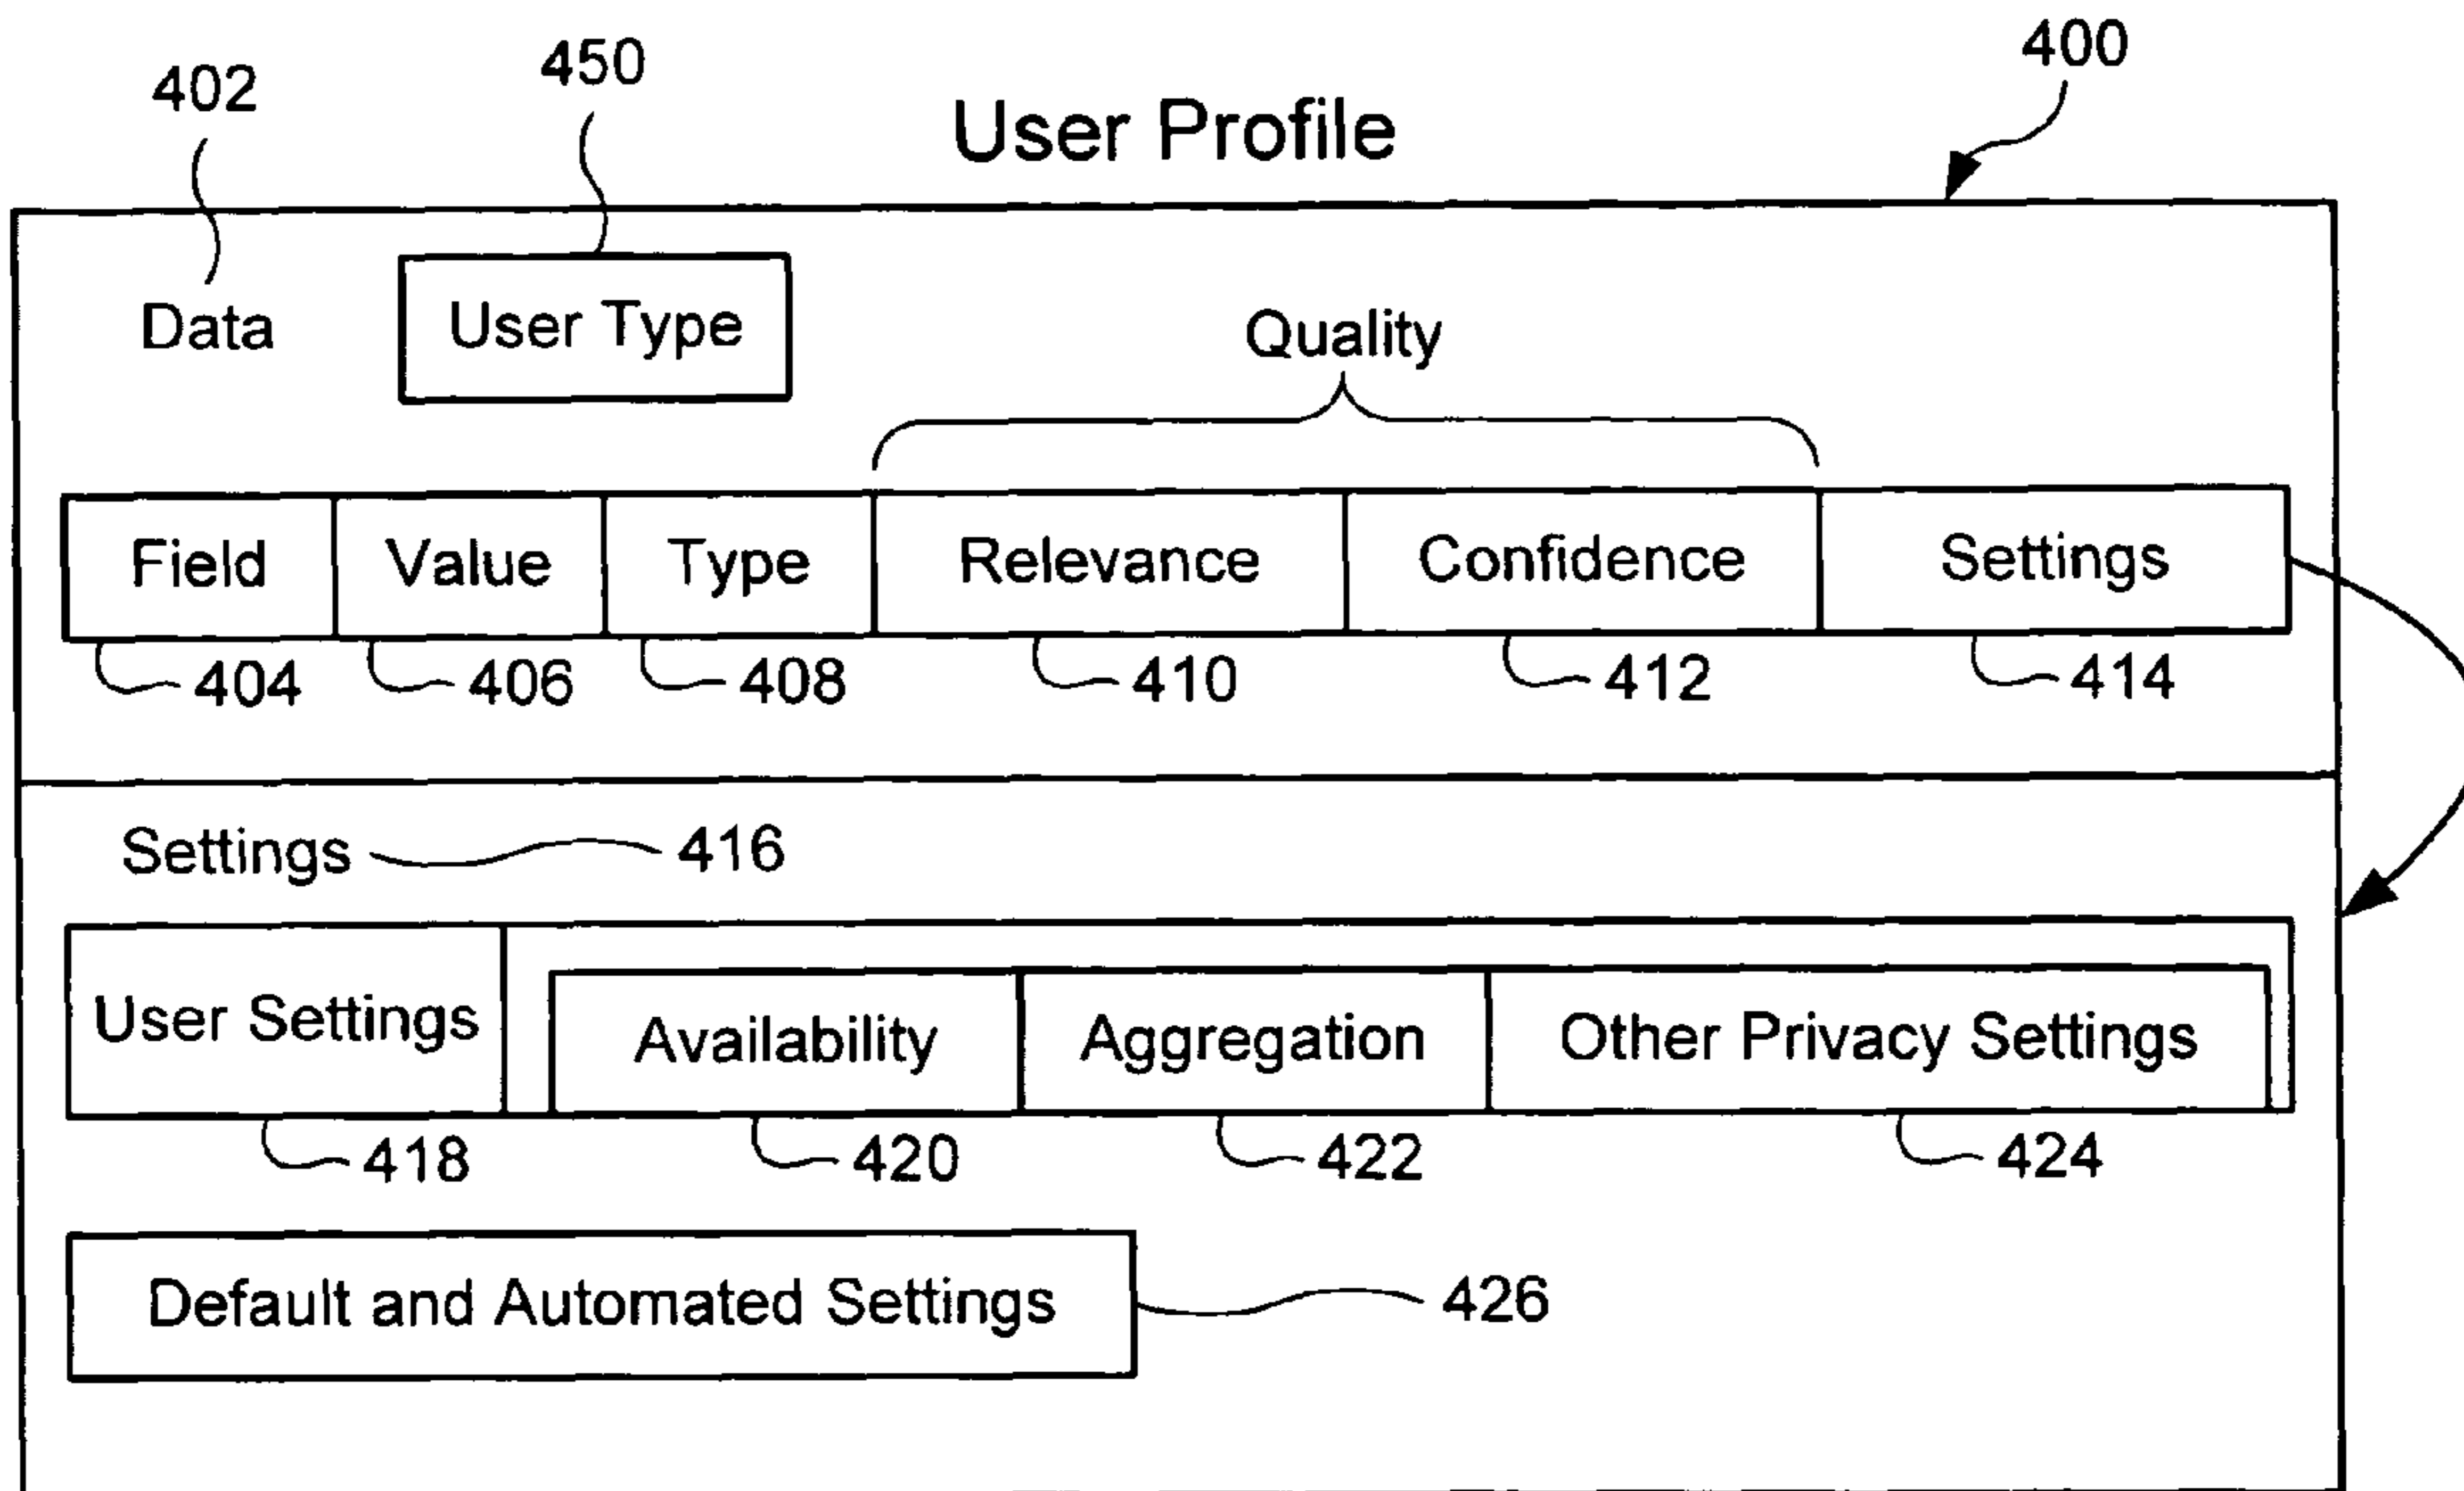 400
450
402
User Profile
Data
User Type
Quality
Field Value Type Relevance Confidence Settings
404 406 408 410 412 414
Settings 416
User Settings Availability Aggregation Other Privacy Settings
418 420 422 424
Default and Automated Settings 426